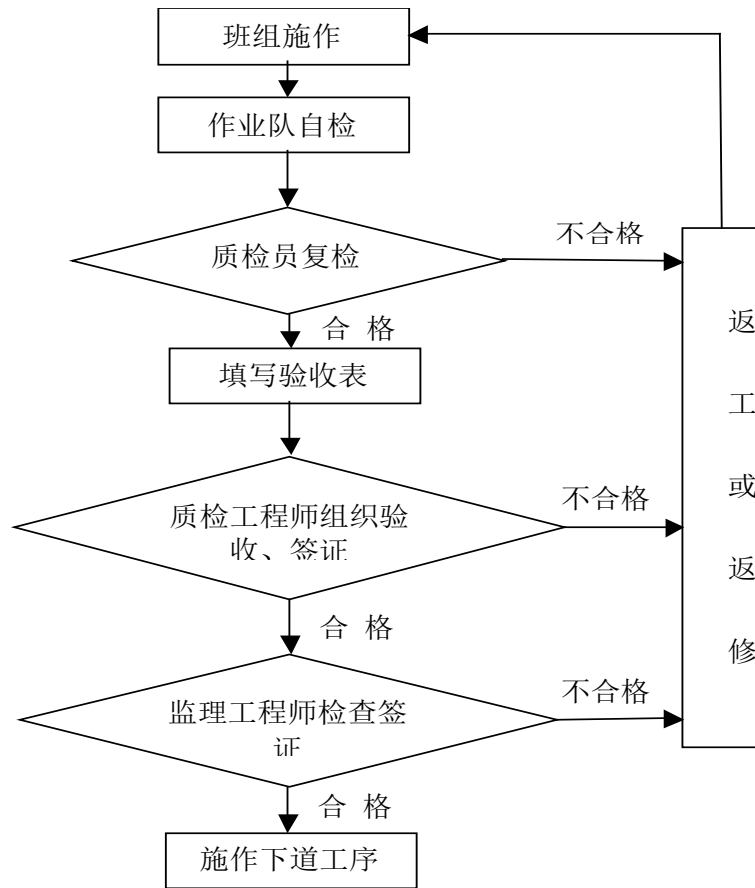 班组施作
作业队自检
质检员复检
不合格
合 格
填写验收表
质检工程师组织验
收、签证
不合格
合 格
监理工程师检查签
证
不合格
合 格
施作下道工序
返
工
或
返
修